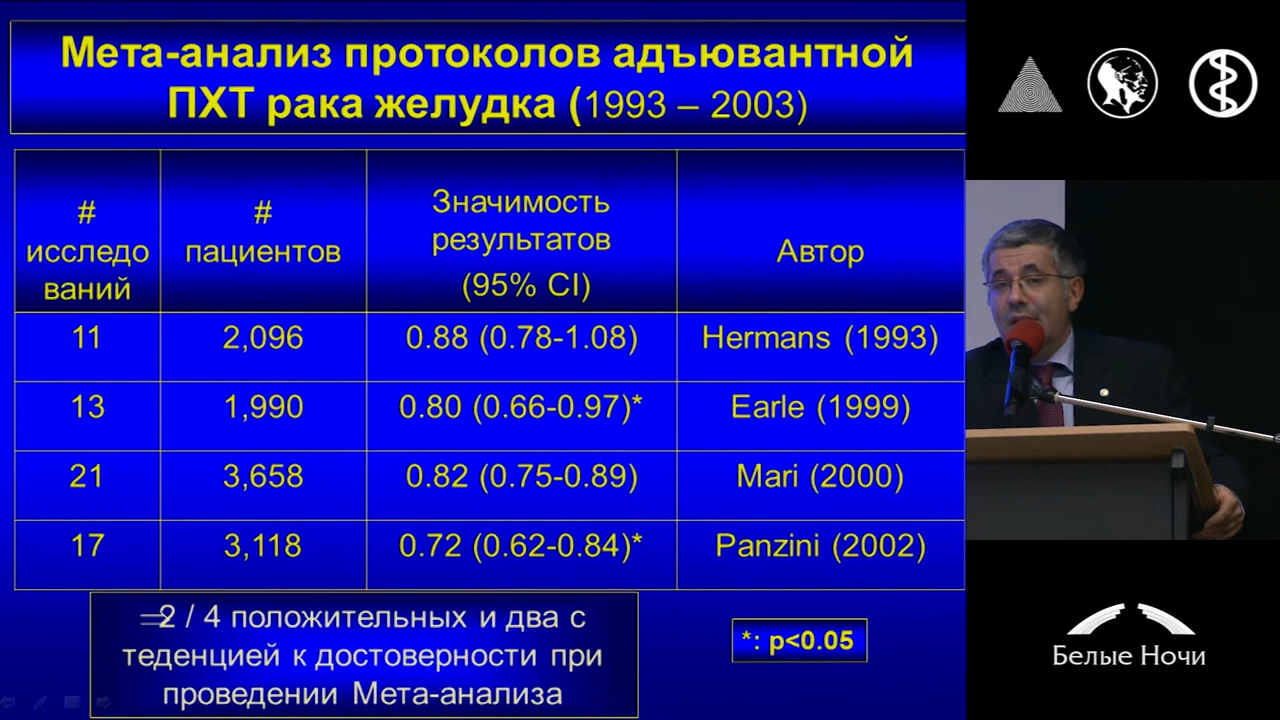 Мета-анализ протоколов адъювантной
ПХТ рака желудка (1993 – 2003)
# исследо ваний
# пациентов
Значимость результатов (95% CI)
Автор
11 2,096 0.88 (0.78-1.08) Hermans (1993)
13 1,990 0.80 (0.66-0.97)* Earle (1999)
21 3,658 0.82 (0.75-0.89) Mari (2000)
17 3,118 0.72 (0.62-0.84)* Panzini (2002)
⇒2 / 4 положительных и два с
теденцией к достоверности при
проведении Мета-анализа
*: p<0.05
Белые Ночи